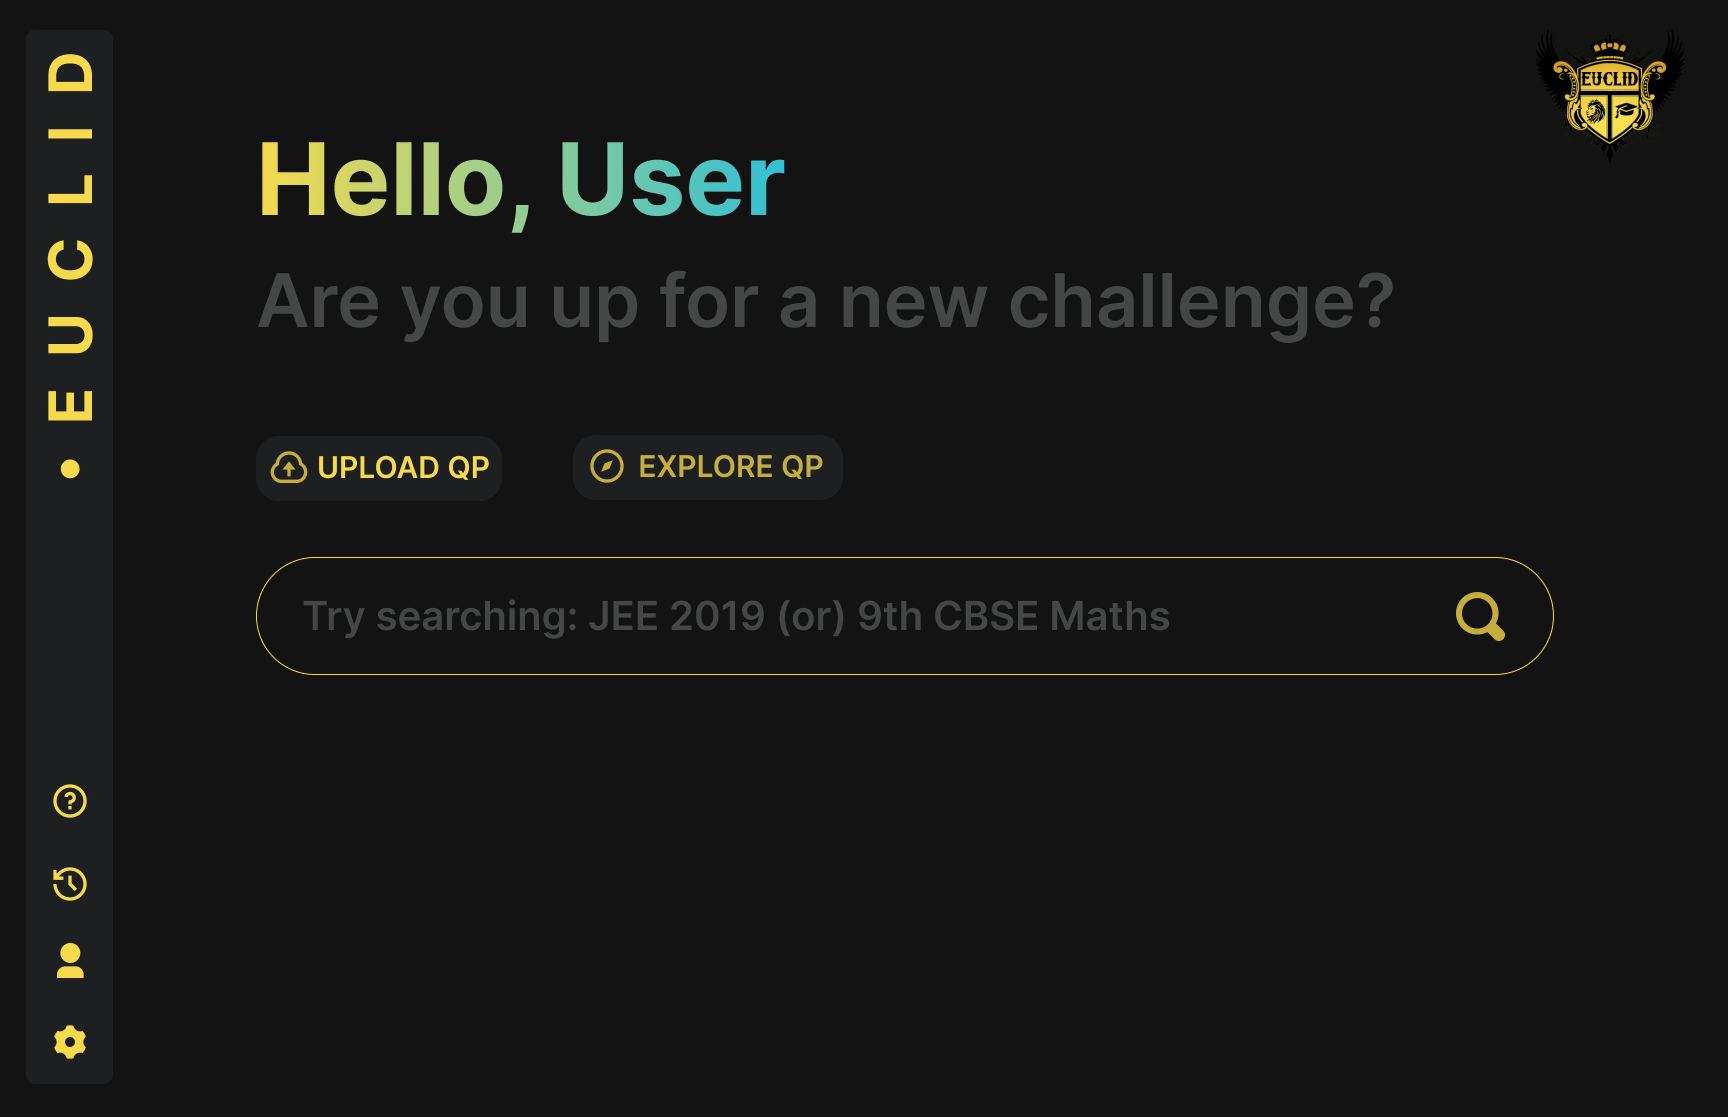 EUCLID
EUCLID
Hello, User
Are you up for a new challenge?
UPLOAD QP
EXPLORE QP
Try searching: JEE 2019 (or) 9th CBSE Maths